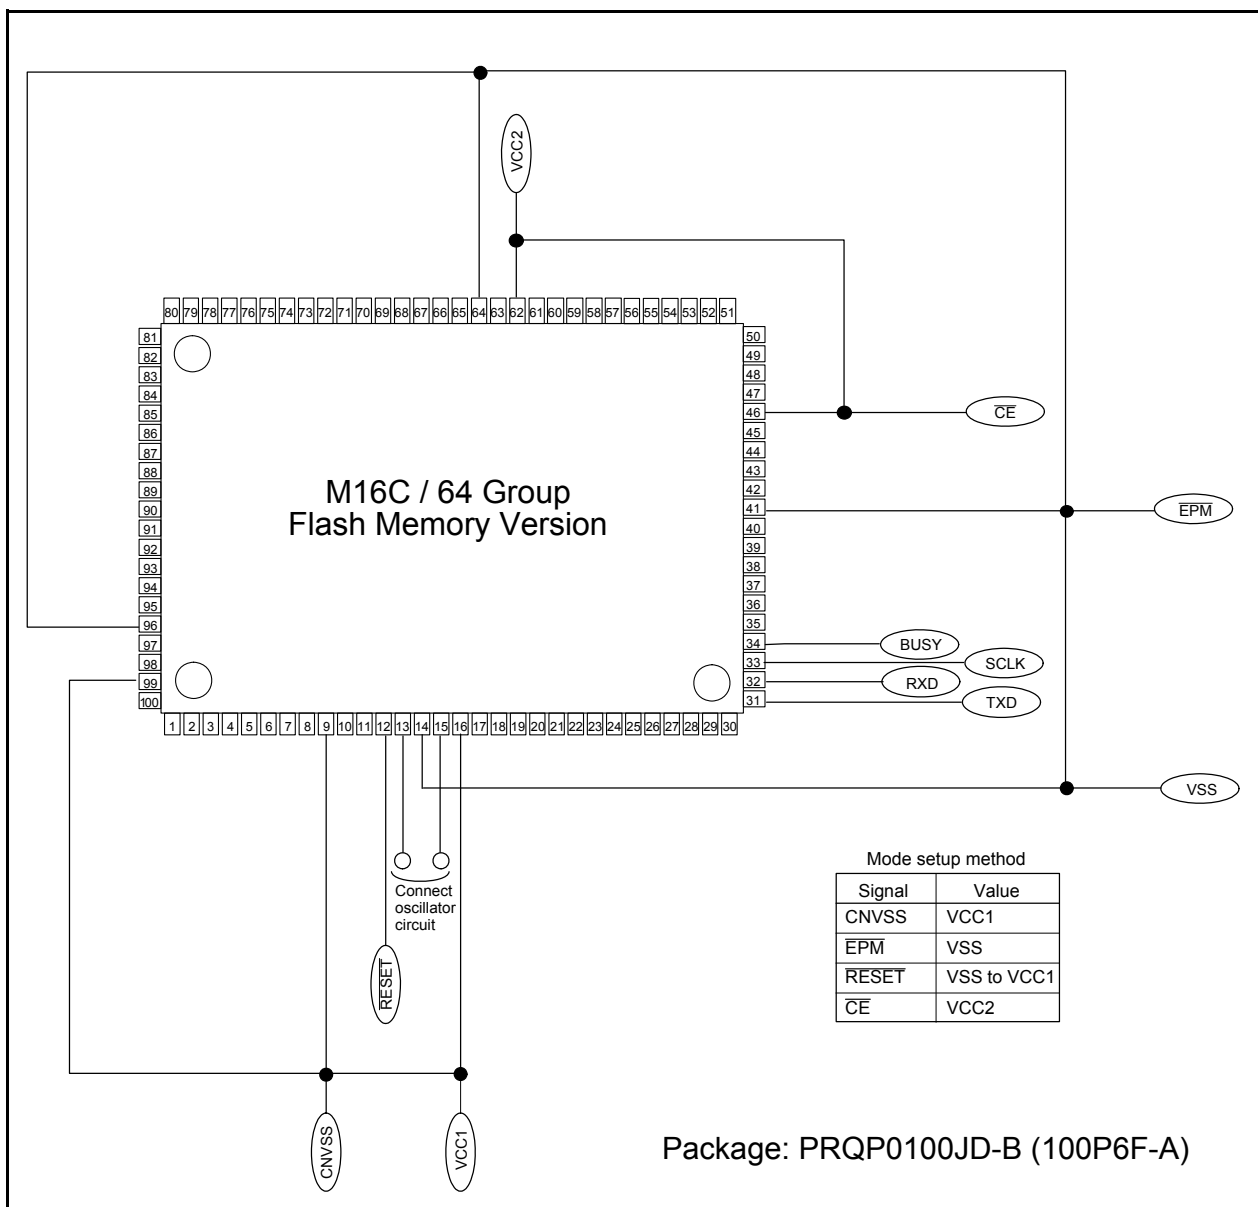 VCC2
80 79 78 77 76 75 74 73 72 71 70 69 68 67 66 65 64 63 62 61 60 59 58 57 56 55 54 53 52 51
81
82
83
84
85
86
87
88
89
90
91
92
93
94
95
96
97
98
99
100
M16C / 64 Group
Flash Memory Version
50
49
48
47
46
45
44
43
42
41
40
39
38
37
36
35
34
33
32
31
CE
EPM
BUSY
SCLK
RXD
TXD
1 2 3 4 5 6 7 8 9 10 11 12 13 14 15 16 17 18 19 20 21 22 23 24 25 26 27 28 29 30
VSS
Connect
oscillator
circuit
RESET
CNVSS
VCC1
Mode setup method
Signal Value
CNVSS VCC1
EPM VSS
RESET VSS to VCC1
CE VCC2
Package: PRQP0100JD-B (100P6F-A)